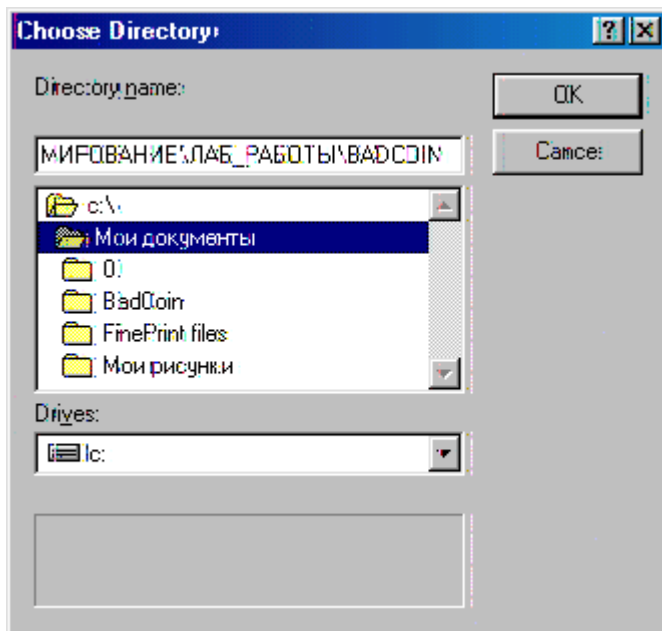 Choose Directory:
Directory name:
OK
МИРОВАНИЕ\ЛАБ_РАБОТЫ\BADCOIN
Cancel
c:\
Мои документы
0
BadCoin
FinePrint files
Мои рисунки
Drives:
c: